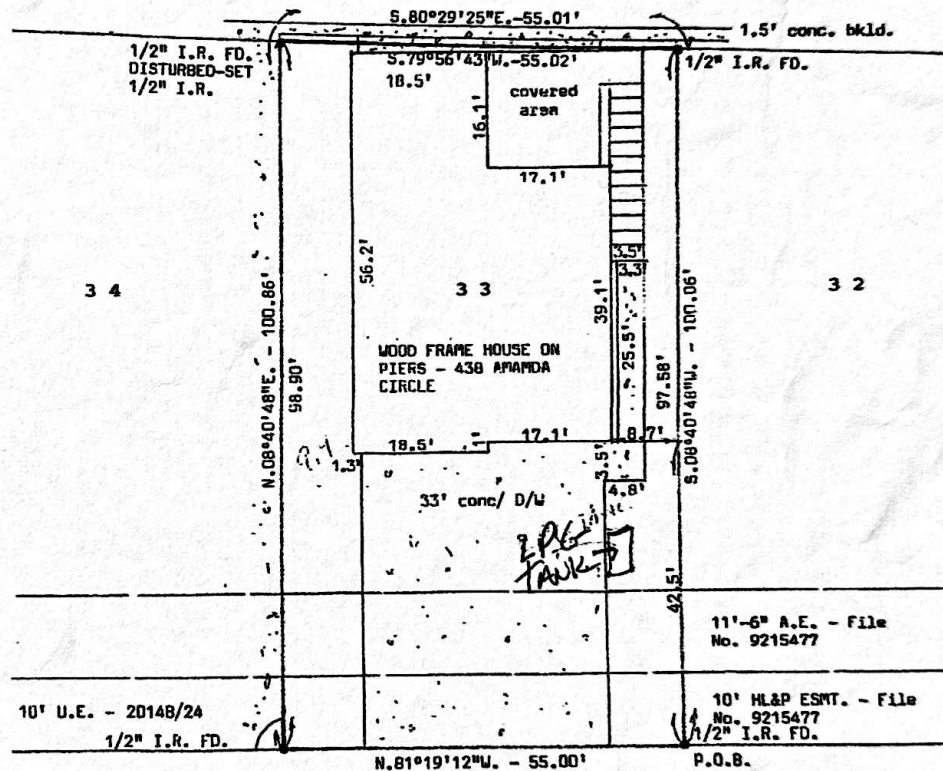 S.80°29'25"E.-55.01'
1.5' conc. bkld.
1/2" I.R. FD.
DISTURBED-SET
1/2" I.R.
S.79°56'43"W.-55.02'
1/2" I.R. FD.
18.5'
covered
area
16.1'
17.1'
3.5'
3.3'
56.2'
3 4
3 3
3 2
39.1'
25.5'
N.08°40'48"E. - 100.86'
98.90'
97.58'
S.08°40'48"W. - 100.06'
WOOD FRAME HOUSE ON
PIERS - 438 AMAMDA
CIRCLE
18.5'
1'
17.1'
8.7'
9.4
1.3'
3.5'
4.8'
33' conc/ D/W
LPG
TANK
42.5'
11'-6" A.E. - File
No. 9215477
10' U.E. - 20148/24
10' HL&P ESMT. - File
No. 9215477
1/2" I.R. FD.
1/2" I.R. FD.
N.81°19'12"W. - 55.00'
P.O.B.